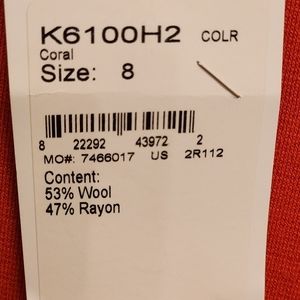 K6100H2 COLR
Coral
Size: 8
8 22292 43972 2
MO#: 7466017 US 2R112
Content:
53% Wool
47% Rayon